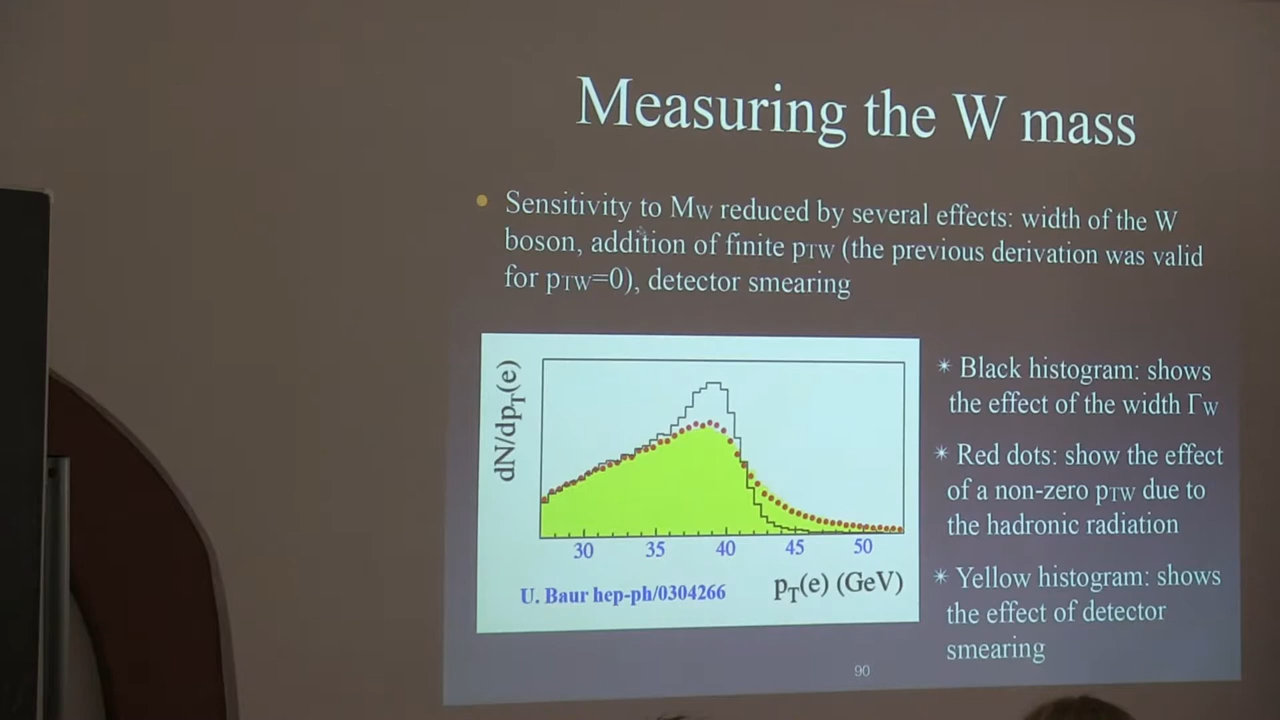 Measuring the W mass
• Sensitivity to MW reduced by several effects: width of the W
boson, addition of finite pTW (the previous derivation was valid
for pTW=0), detector smearing
dN/dpT(e)
30 35 40 45 50
pT(e) (GeV)
U. Baur hep-ph/0304266
* Black histogram: shows
the effect of the width ΓW
* Red dots: show the effect
of a non-zero pTW due to
the hadronic radiation
* Yellow histogram: shows
the effect of detector
smearing
90